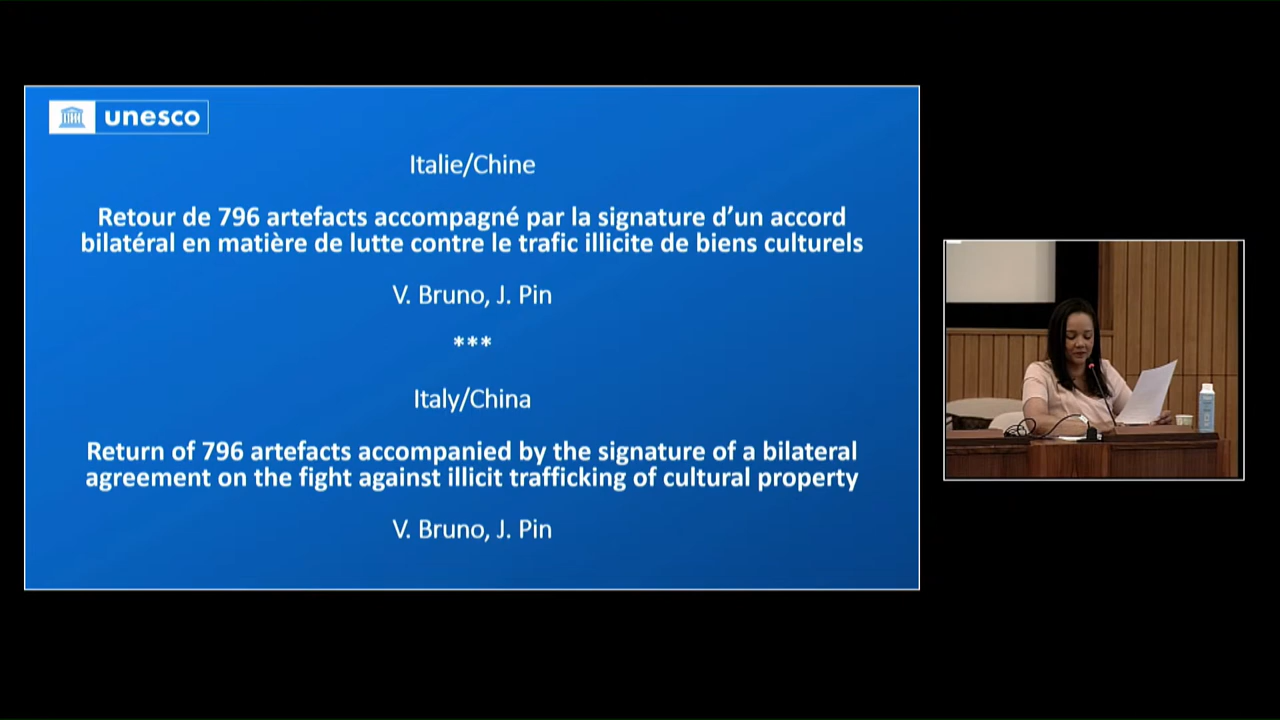 unesco
Italie/Chine
Retour de 796 artefacts accompagné par la signature d’un accord
bilatéral en matière de lutte contre le trafic illicite de biens culturels
V. Bruno, J. Pin
***
Italy/China
Return of 796 artefacts accompanied by the signature of a bilateral
agreement on the fight against illicit trafficking of cultural property
V. Bruno, J. Pin